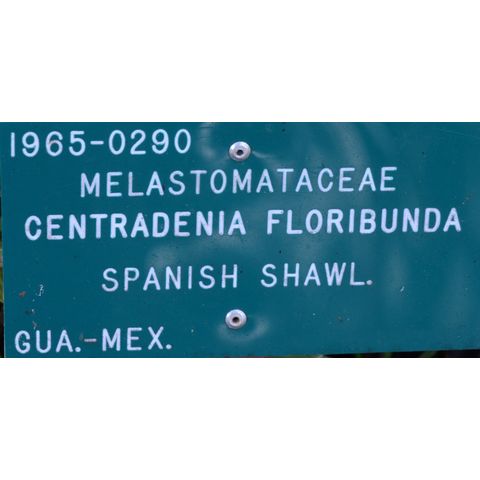 1965-0290
MELASTOMATACEAE
CENTRADENIA FLORIBUNDA
SPANISH SHAWL.
GUA.-MEX.